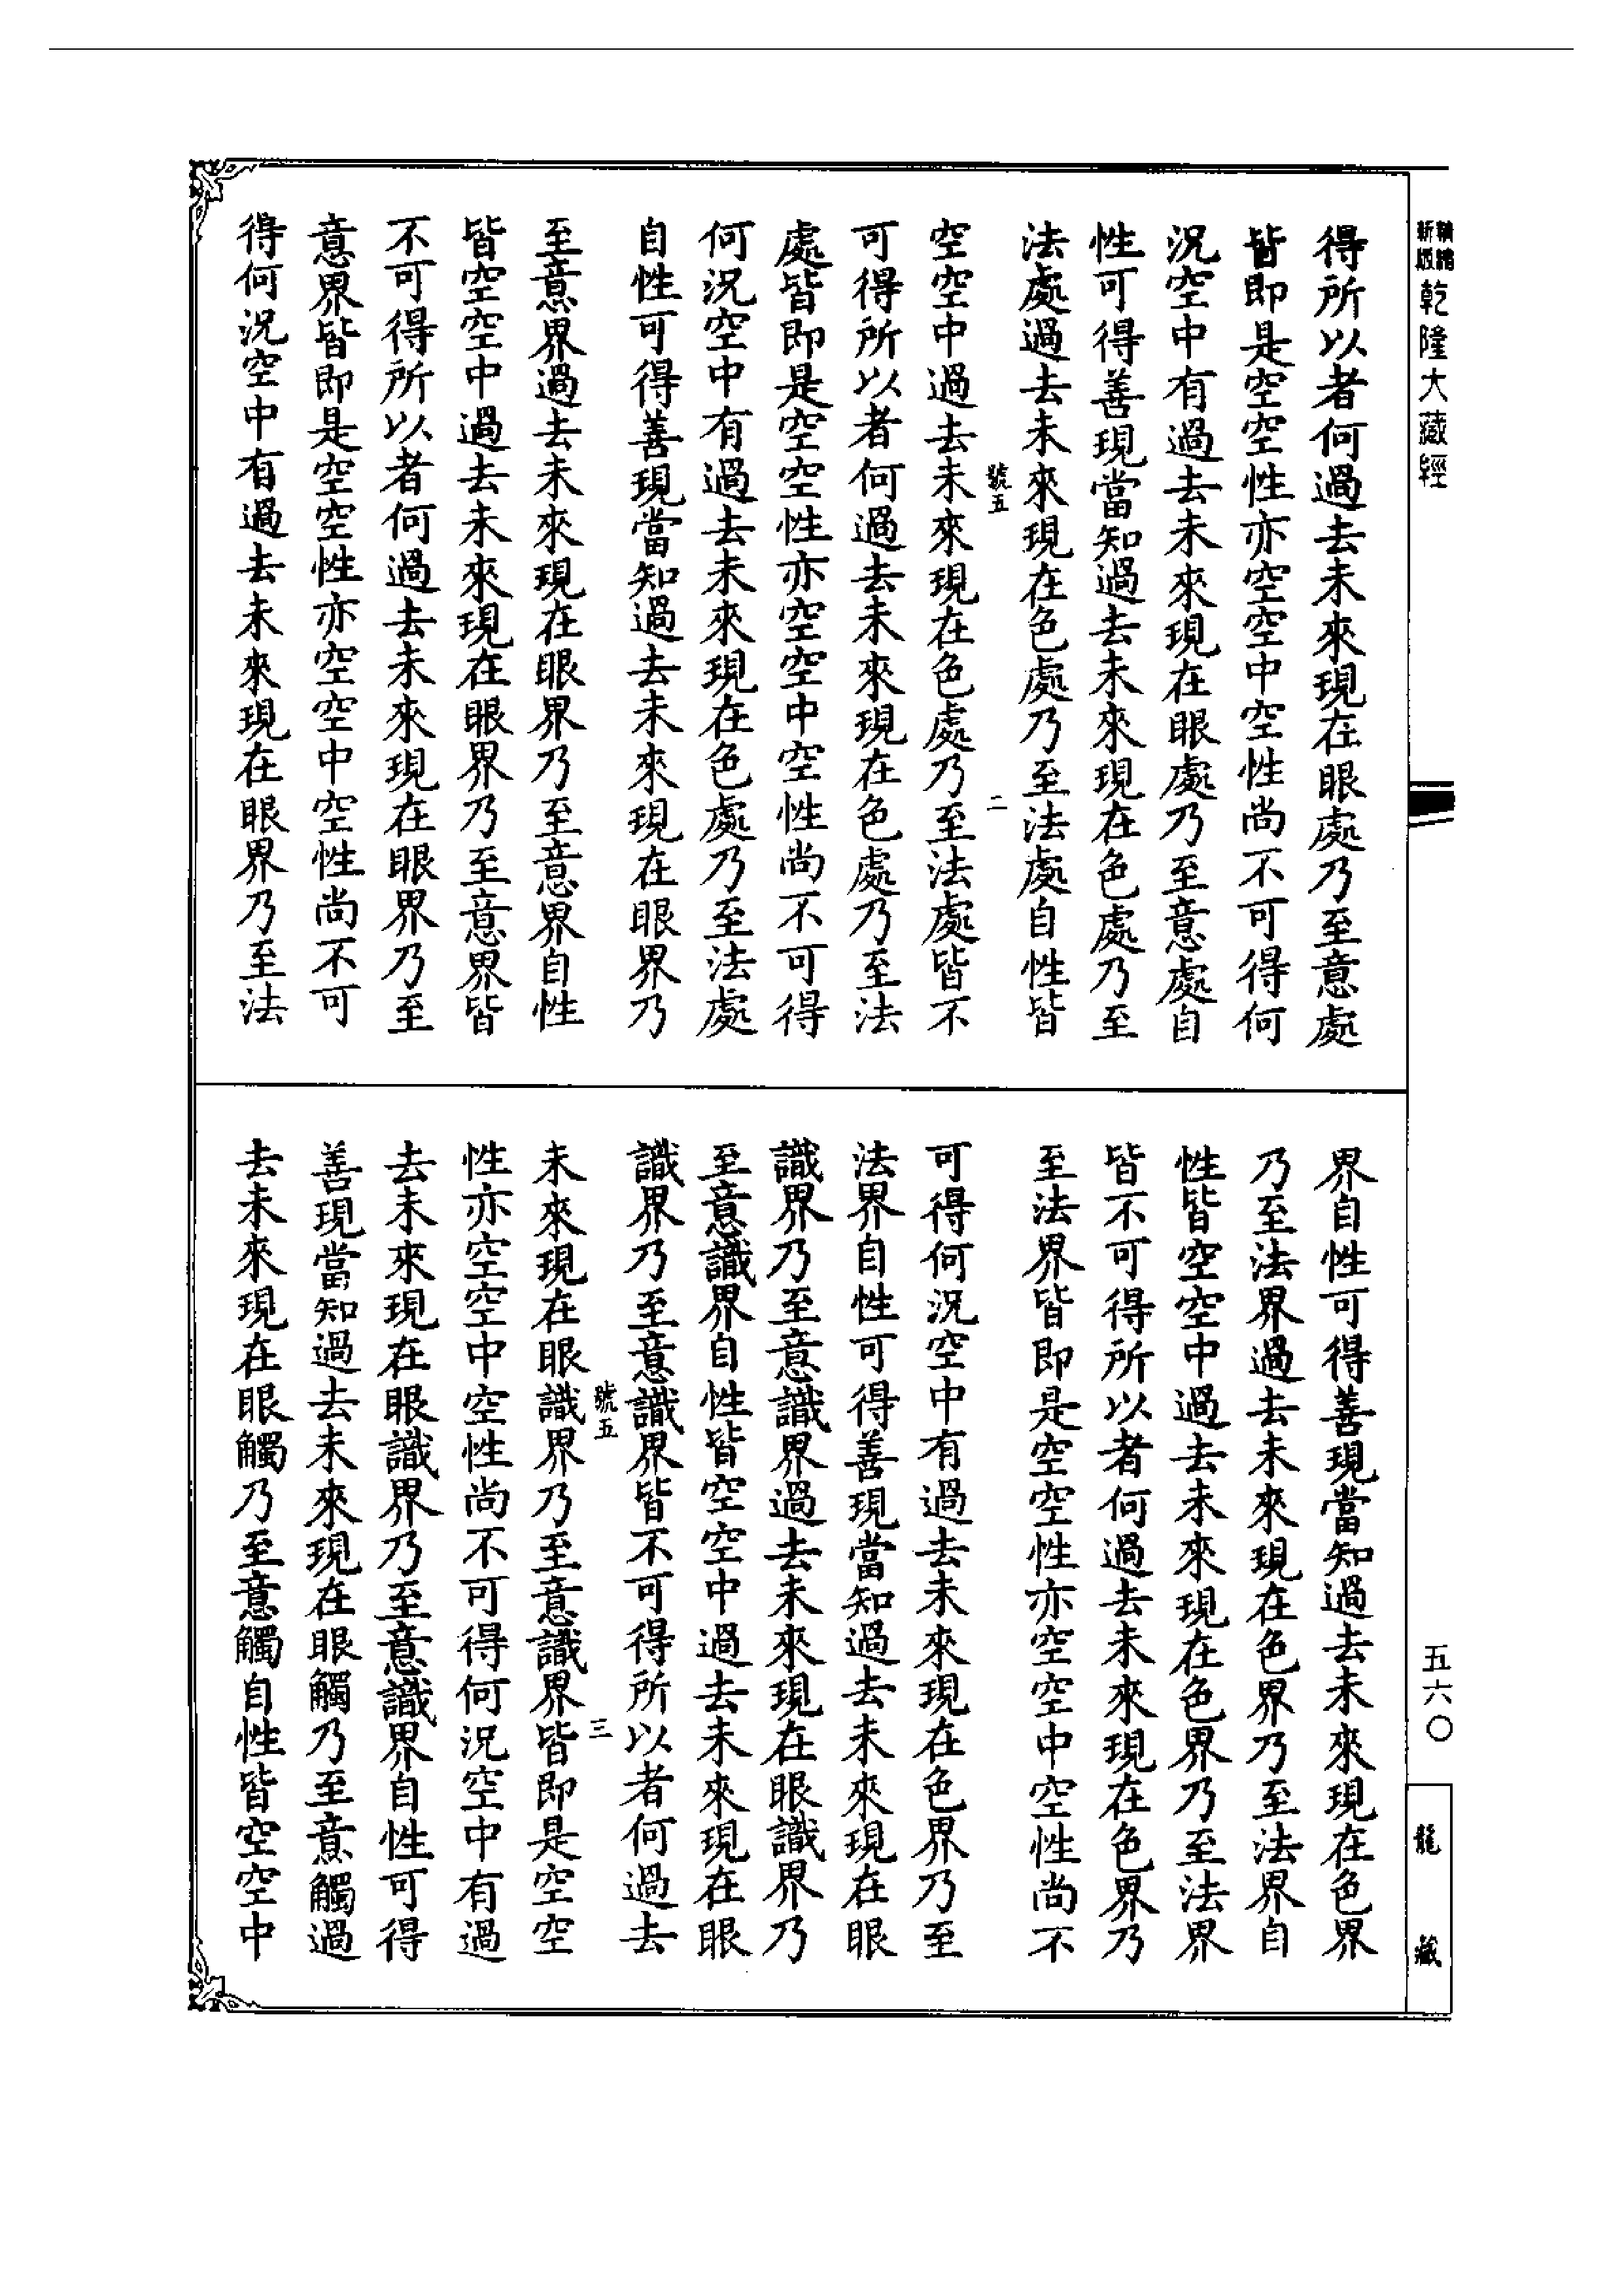 新版精縮乾隆大藏經
得所以者何過去未來現在眼處乃至意處
皆即是空空性亦空空中空性尚不可得何
況空中有過去未來現在眼處乃至意處自
性可得善現當知過去未來現在色處乃至
法處過去未來現在色處乃至法處自性皆
號五 二
空空中過去未來現在色處乃至法處皆不
可得所以者何過去未來現在色處乃至法
處皆即是空空性亦空空中空性尚不可得
何況空中有過去未來現在色處乃至法處
自性可得善現當知過去未來現在眼界乃
至意界過去未來現在眼界乃至意界自性
皆空空中過去未來現在眼界乃至意界皆
不可得所以者何過去未來現在眼界乃至
意界皆即是空空性亦空空中空性尚不可
得何況空中有過去未來現在眼界乃至法
界自性可得善現當知過去未來現在色界
乃至法界過去未來現在色界乃至法界自
性皆空空中過去未來現在色界乃至法界
皆不可得所以者何過去未來現在色界乃
至法界皆即是空空性亦空空中空性尚不
可得何況空中有過去未來現在色界乃至
法界自性可得善現當知過去未來現在眼
識界乃至意識界過去未來現在眼識界乃
至意識界自性皆空空中過去未來現在眼
識界乃至意識界皆不可得所以者何過去
號五 三
未來現在眼識界乃至意識界皆即是空空
性亦空空中空性尚不可得何況空中有過
去未來現在眼識界乃至意識界自性可得
善現當知過去未來現在眼觸乃至意觸過
去未來現在眼觸乃至意觸自性皆空空中
五六〇
龍藏